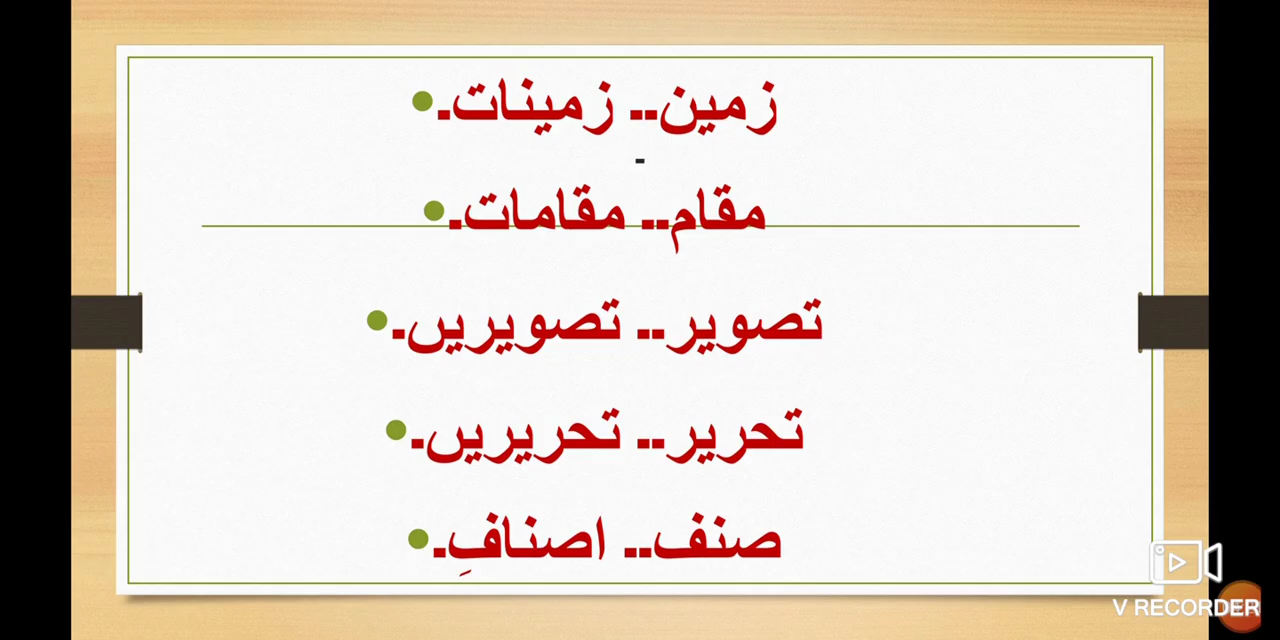 زمین۔۔ زمینات۔
-
مقام۔۔ مقامات۔
تصویر۔۔ تصویریں۔
تحریر۔۔ تحریریں۔
صنف۔۔ اصنافِ۔
V RECORDER